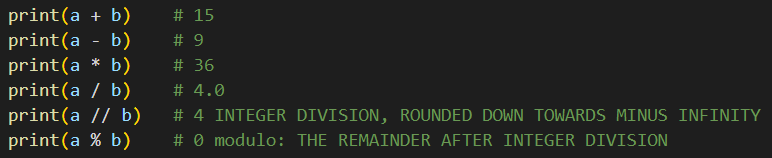 print(a + b)    # 15
print(a - b)    # 9
print(a * b)    # 36
print(a / b)    # 4.0
print(a // b)   # 4 INTEGER DIVISION, ROUNDED DOWN TOWARDS MINUS INFINITY
print(a % b)    # 0 modulo: THE REMAINDER AFTER INTEGER DIVISION